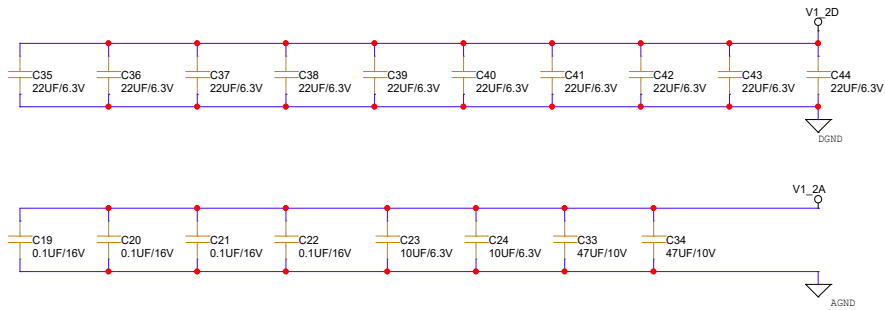 V1_2D
C35 C36 C37 C38 C39 C40 C41 C42 C43 C44
22UF/6.3V 22UF/6.3V 22UF/6.3V 22UF/6.3V 22UF/6.3V 22UF/6.3V 22UF/6.3V 22UF/6.3V 22UF/6.3V 22UF/6.3V
DGND
V1_2A
C19 C20 C21 C22 C23 C24 C33 C34
0.1UF/16V 0.1UF/16V 0.1UF/16V 0.1UF/16V 10UF/6.3V 10UF/6.3V 47UF/10V 47UF/10V
AGND